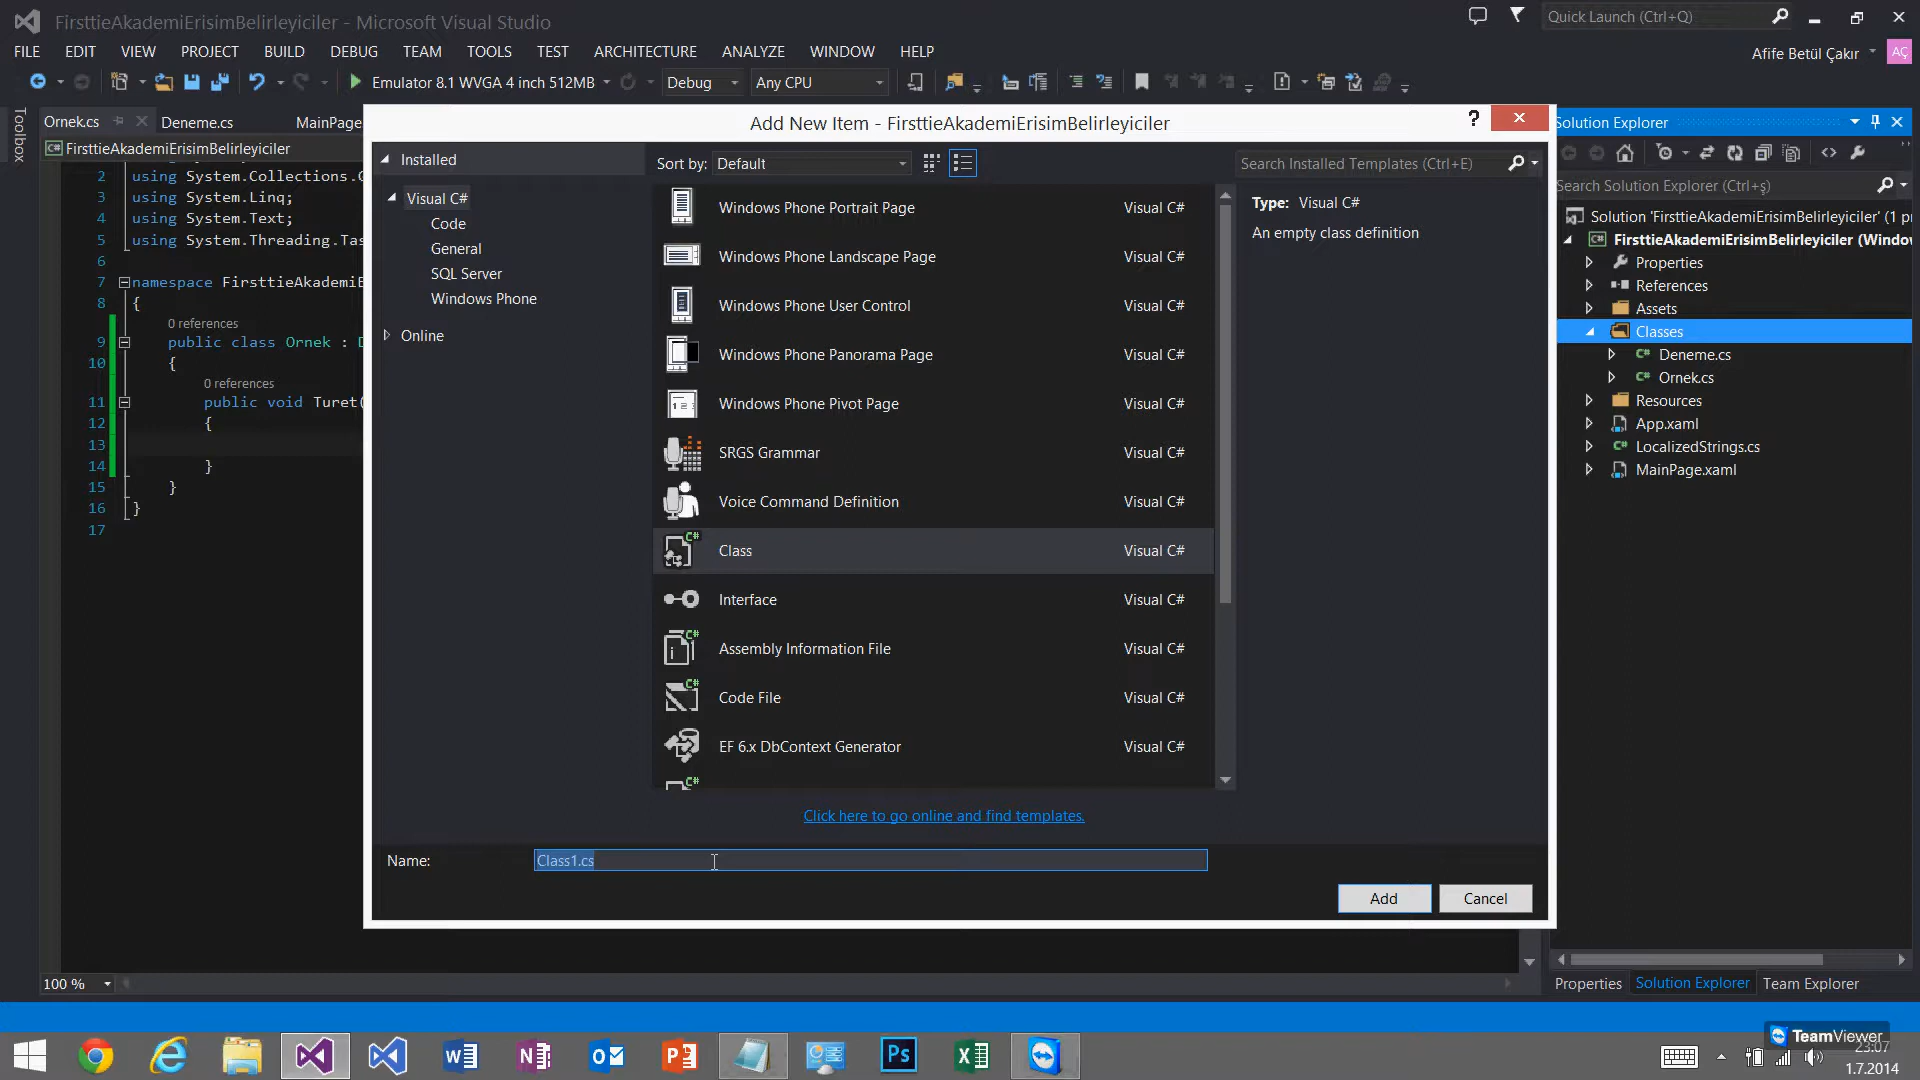 FirsttieAkademiErisimBelirleyiciler - Microsoft Visual Studio
Quick Launch (Ctrl+Q)
FILE EDIT VIEW PROJECT BUILD DEBUG TEAM TOOLS TEST ARCHITECTURE ANALYZE WINDOW HELP
Afife Betül Çakır AÇ
Emulator 8.1 WVGA 4 inch 512MB Debug Any CPU
Toolbox
Ornek.cs Deneme.cs MainPage
FirsttieAkademiErisimBelirleyiciler
2 using System.Collections.
3 using System.Linq;
4 using System.Text;
5 using System.Threading.Tas
6
7 namespace FirsttieAkademiE
8 {
0 references
9 public class Ornek : D
10 {
0 references
11 public void Turet(
12 {
13
14 }
15 }
16 }
17
100 %
Add New Item - FirsttieAkademiErisimBelirleyiciler
Installed
Sort by: Default
Search Installed Templates (Ctrl+E)
Visual C#
Code
General
SQL Server
Windows Phone
Online
Windows Phone Portrait Page Visual C#
Windows Phone Landscape Page Visual C#
Windows Phone User Control Visual C#
Windows Phone Panorama Page Visual C#
Windows Phone Pivot Page Visual C#
SRGS Grammar Visual C#
Voice Command Definition Visual C#
Class Visual C#
Interface Visual C#
Assembly Information File Visual C#
Code File Visual C#
EF 6.x DbContext Generator Visual C#
Type: Visual C#
An empty class definition
Click here to go online and find templates.
Name: Class1.cs
Add Cancel
Solution Explorer
Search Solution Explorer (Ctrl+ş)
Solution 'FirsttieAkademiErisimBelirleyiciler' (1 pr
FirsttieAkademiErisimBelirleyiciler (Windo
Properties
References
Assets
Classes
Deneme.cs
Ornek.cs
Resources
App.xaml
LocalizedStrings.cs
MainPage.xaml
Properties Solution Explorer Team Explorer
TeamViewer
23:07
1.7.2014